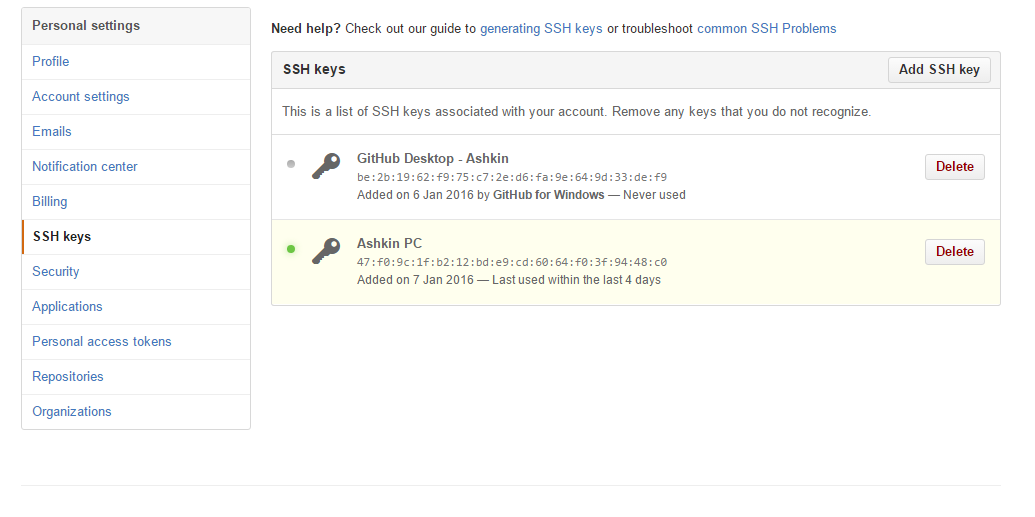 Personal settings
Profile
Account settings
Emails
Notification center
Billing
SSH keys
Security
Applications
Personal access tokens
Repositories
Organizations
Need help? Check out our guide to generating SSH keys or troubleshoot common SSH Problems
SSH keys
Add SSH key
This is a list of SSH keys associated with your account. Remove any keys that you do not recognize.
GitHub Desktop - Ashkin
be:2b:19:62:f9:75:c7:2e:d6:fa:9e:64:9d:33:de:f9
Added on 6 Jan 2016 by GitHub for Windows — Never used
Delete
Ashkin PC
47:f0:9c:1f:b2:12:bd:e9:cd:60:64:f0:3f:94:48:c0
Added on 7 Jan 2016 — Last used within the last 4 days
Delete